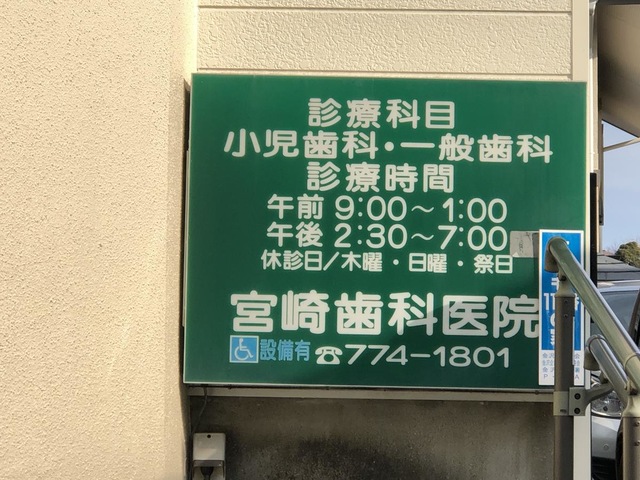 診療科目
小児歯科・一般歯科
診療時間
午前 9:00〜1:00
午後 2:30〜7:00
休診日/木曜・日曜・祭日
宮崎歯科医院
設備有 ☎774-1801